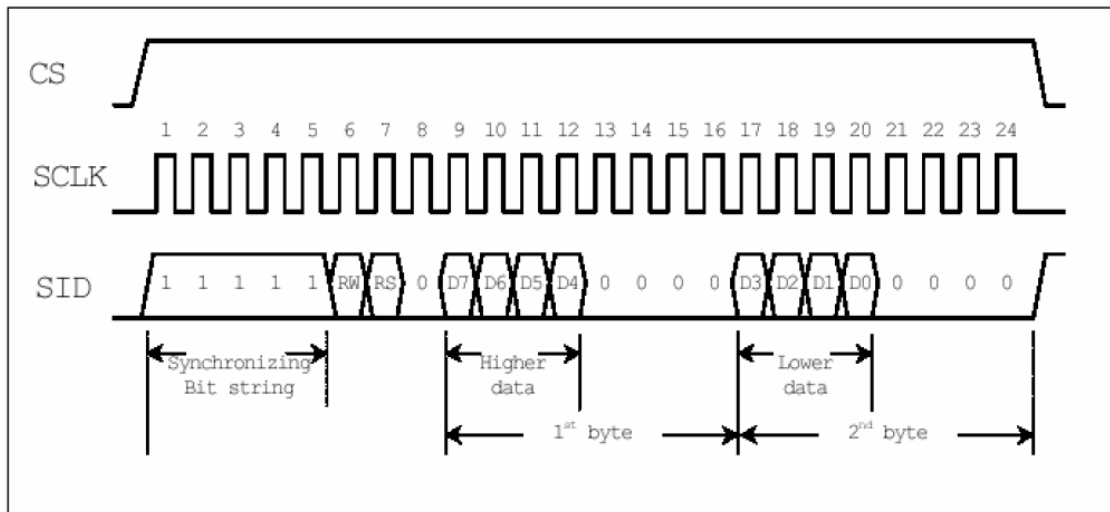 CS
1 2 3 4 5 6 7 8 9 10 11 12 13 14 15 16 17 18 19 20 21 22 23 24
SCLK
SID 1 1 1 1 1 RW RS 0 D7 D6 D5 D4 0 0 0 0 D3 D2 D1 D0 0 0 0 0
Synchronizing Higher Lower
Bit string data data
1st byte 2nd byte